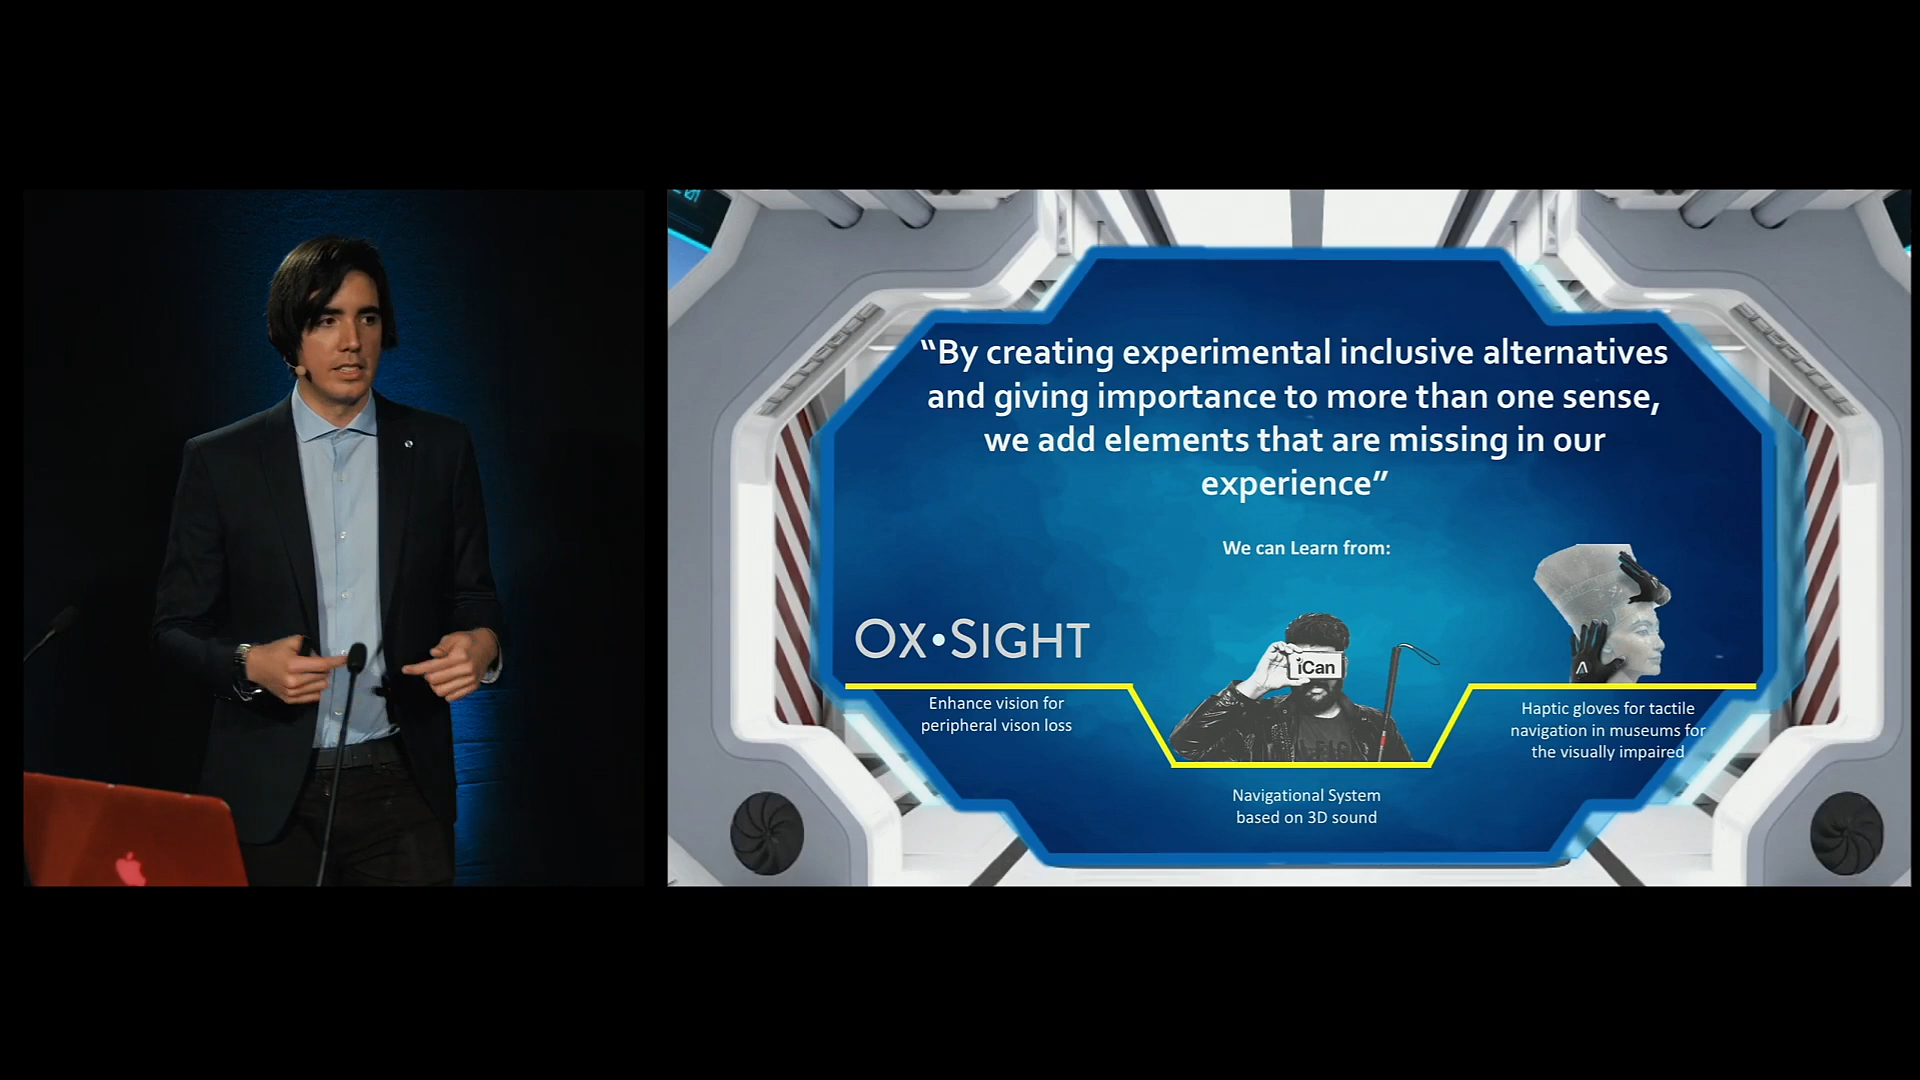 “By creating experimental inclusive alternatives
and giving importance to more than one sense,
we add elements that are missing in our
experience”
We can Learn from:
OX•SIGHT
iCan
Enhance vision for
peripheral vison loss
Navigational System
based on 3D sound
Haptic gloves for tactile
navigation in museums for
the visually impaired